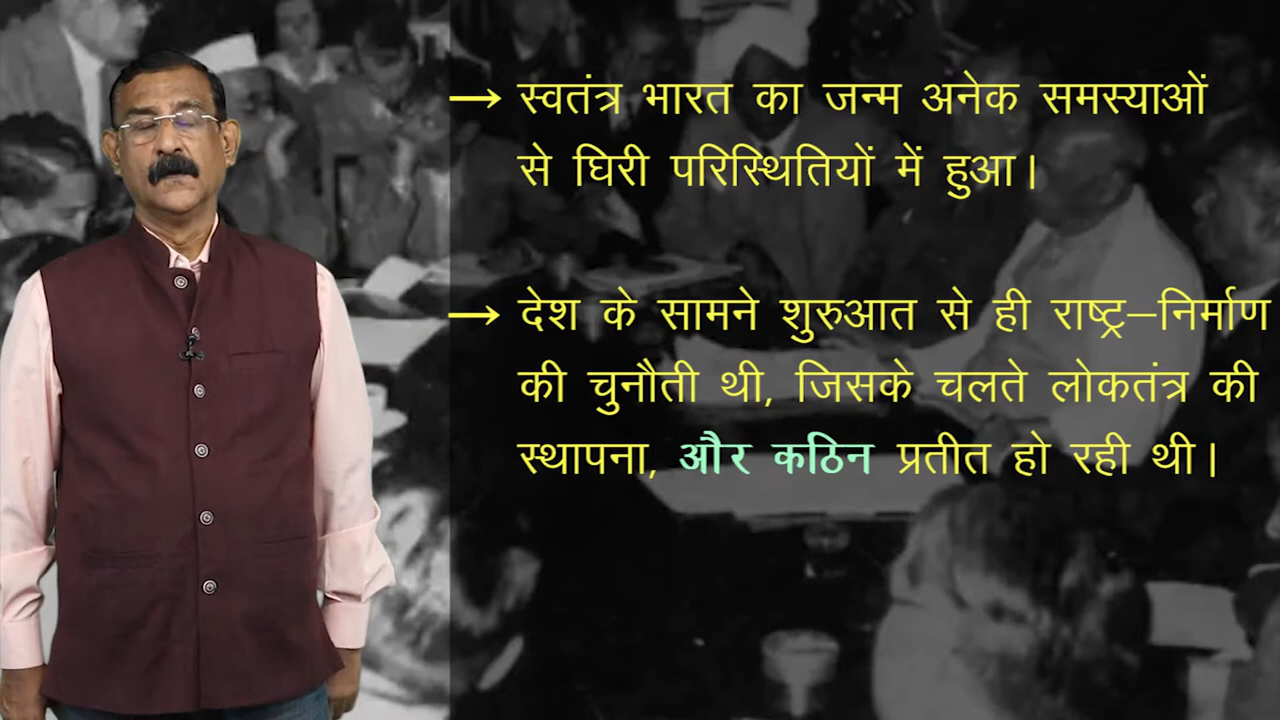 → स्वतंत्र भारत का जन्म अनेक समस्याओं
से घिरी परिस्थितियों में हुआ।
→ देश के सामने शुरुआत से ही राष्ट्र–निर्माण
की चुनौती थी, जिसके चलते लोकतंत्र की
स्थापना, और कठिन प्रतीत हो रही थी।